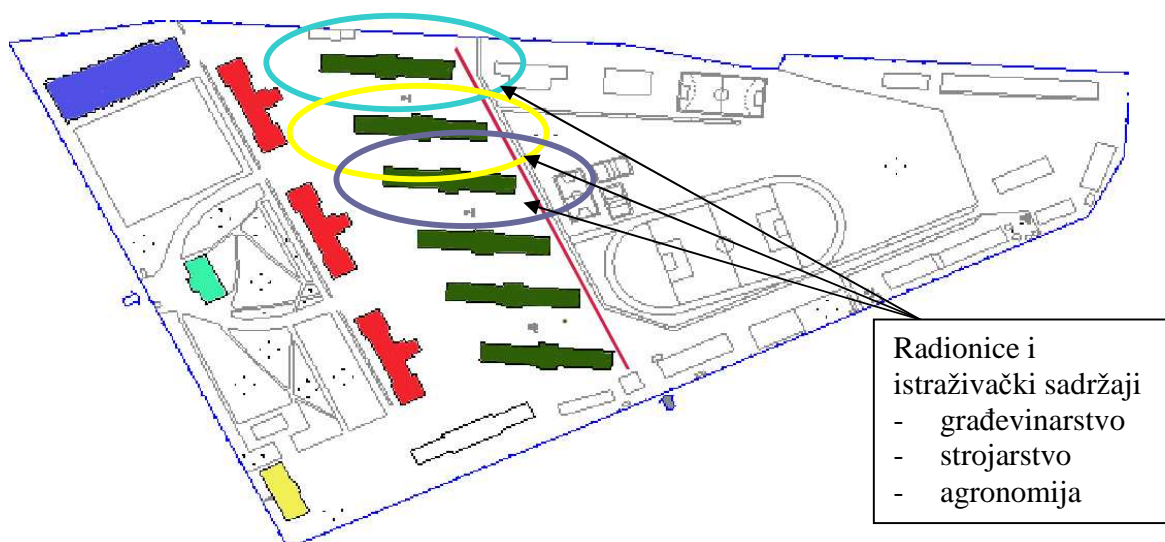 Radionice i
istraživački sadržaji
- građevinarstvo
- strojarstvo
- agronomija